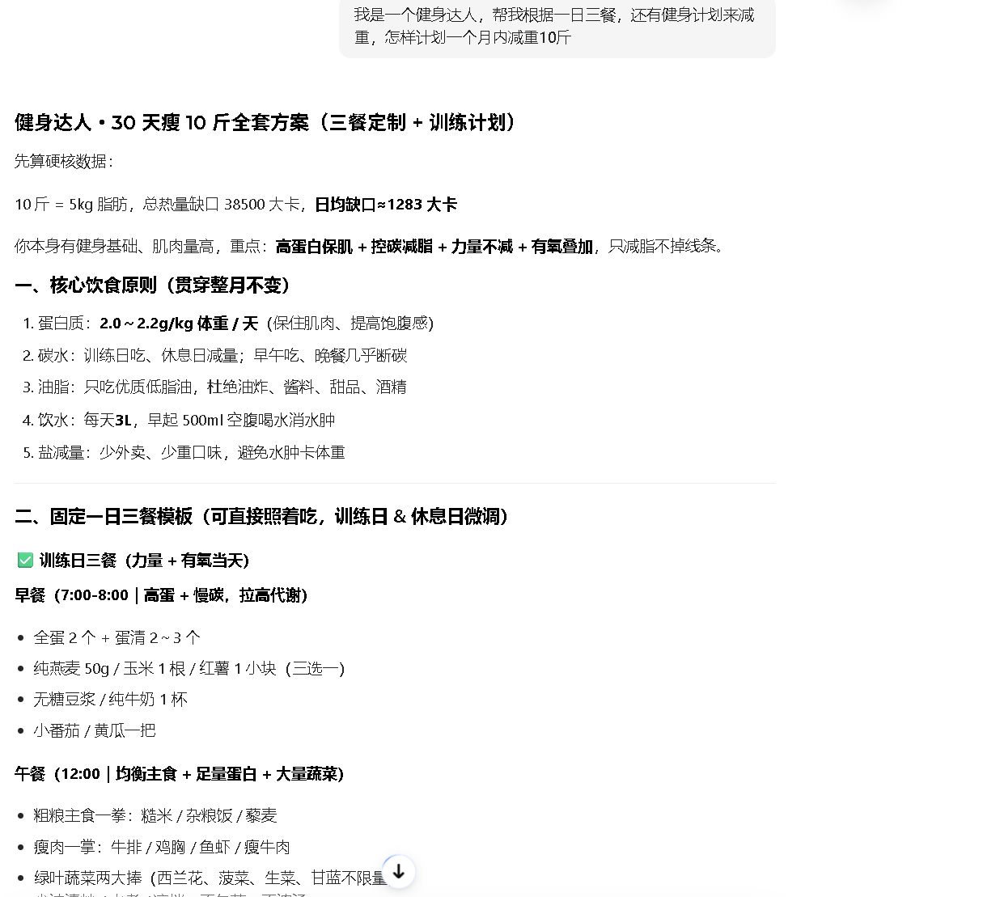 我是一个健身达人，帮我根据一日三餐，还有健身计划来减
重，怎样计划一个月内减重10斤
健身达人・30 天瘦 10 斤全套方案（三餐定制 + 训练计划）
先算硬核数据：
10 斤 = 5kg 脂肪，总热量缺口 38500 大卡，日均缺口≈1283 大卡
你本身有健身基础、肌肉量高，重点：高蛋白保肌 + 控碳减脂 + 力量不减 + 有氧叠加，只减脂不掉线条。
一、核心饮食原则（贯穿整月不变）
1. 蛋白质：2.0～2.2g/kg 体重 / 天（保住肌肉、提高饱腹感）
2. 碳水：训练日吃、休息日减量；早午吃、晚餐几乎断碳
3. 油脂：只吃优质低脂油，杜绝油炸、酱料、甜品、酒精
4. 饮水：每天3L，早起 500ml 空腹喝水消水肿
5. 盐减量：少外卖、少重口味，避免水肿卡体重
二、固定一日三餐模板（可直接照着吃，训练日 & 休息日微调）
✅ 训练日三餐（力量 + 有氧当天）
早餐（7:00-8:00｜高蛋 + 慢碳，拉高代谢）
• 全蛋 2 个 + 蛋清 2～3 个
• 纯燕麦 50g / 玉米 1 根 / 红薯 1 小块（三选一）
• 无糖豆浆 / 纯牛奶 1 杯
• 小番茄 / 黄瓜一把
午餐（12:00｜均衡主食 + 足量蛋白 + 大量蔬菜）
• 粗粮主食一拳：糙米 / 杂粮饭 / 藜麦
• 瘦肉一掌：牛排 / 鸡胸 / 鱼虾 / 瘦牛肉
• 绿叶蔬菜两大捧（西兰花、菠菜、生菜、甘蓝不限量